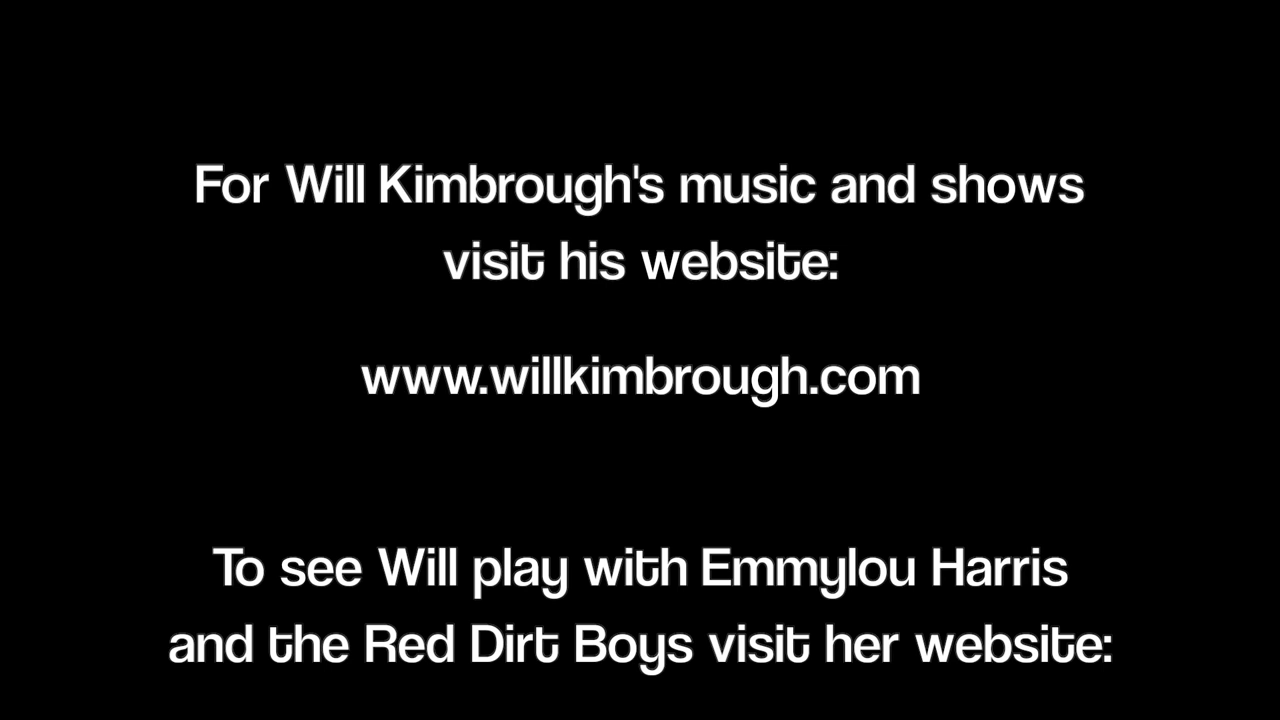 For Will Kimbrough's music and shows
visit his website:
www.willkimbrough.com
To see Will play with Emmylou Harris
and the Red Dirt Boys visit her website: